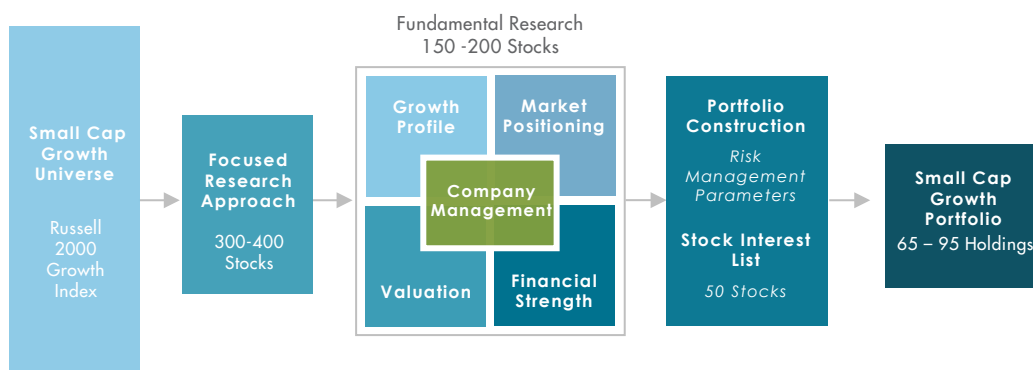 Small Cap
Growth
Universe
Russell
2000
Growth
Index
Focused
Research
Approach
300-400
Stocks
Fundamental Research
150 -200 Stocks
Growth
Profile
Market
Positioning
Company
Management
Valuation
Financial
Strength
Portfolio
Construction
Risk
Management
Parameters
Stock Interest
List
50 Stocks
Small Cap
Growth
Portfolio
65 – 95 Holdings